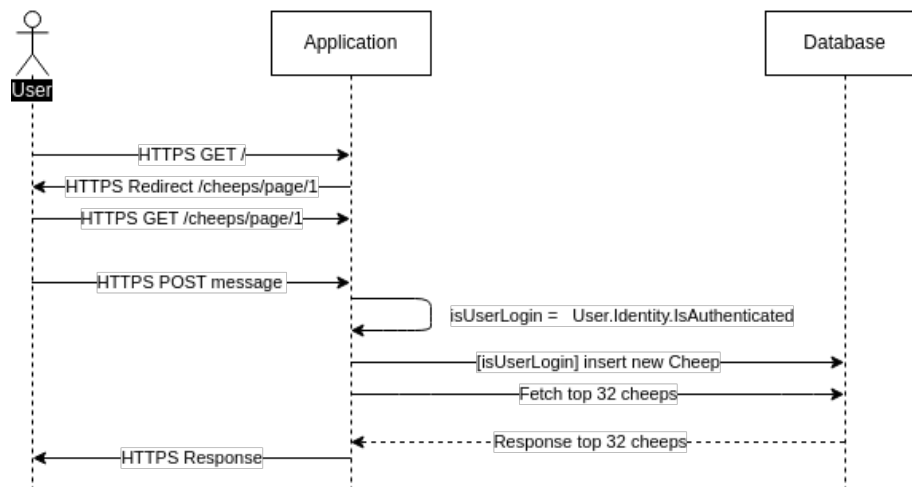 Application
Database
User
HTTPS GET /
HTTPS Redirect /cheeps/page/1
HTTPS GET /cheeps/page/1
HTTPS POST message
isUserLogin = User.Identity.IsAuthenticated
[isUserLogin] insert new Cheep
Fetch top 32 cheeps
Response top 32 cheeps
HTTPS Response